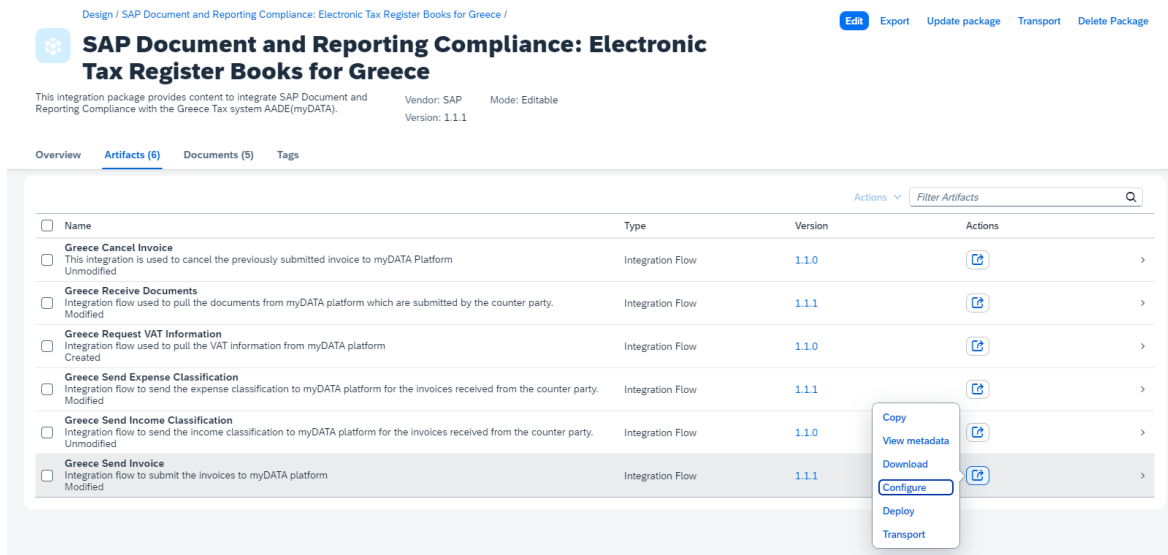 Design / SAP Document and Reporting Compliance: Electronic Tax Register Books for Greece /
Edit Export Update package Transport Delete Package
SAP Document and Reporting Compliance: Electronic
Tax Register Books for Greece
This integration package provides content to integrate SAP Document and
Reporting Compliance with the Greece Tax system AADE(myDATA).
Vendor: SAP Mode: Editable
Version: 1.1.1
Overview Artifacts (6) Documents (5) Tags
Actions Filter Artifacts
Name Type Version Actions
Greece Cancel Invoice
This integration is used to cancel the previously submitted invoice to myDATA Platform
Unmodified
Integration Flow 1.1.0
Greece Receive Documents
Integration flow used to pull the documents from myDATA platform which are submitted by the counter party.
Modified
Integration Flow 1.1.1
Greece Request VAT Information
Integration flow used to pull the VAT information from myDATA platform
Created
Integration Flow 1.1.0
Greece Send Expense Classification
Integration flow to send the expense classification to myDATA platform for the invoices received from the counter party.
Modified
Integration Flow 1.1.1
Greece Send Income Classification
Integration flow to send the income classification to myDATA platform for the invoices received from the counter party.
Unmodified
Integration Flow 1.1.0
Greece Send Invoice
Integration flow to submit the invoices to myDATA platform
Modified
Integration Flow 1.1.1
Copy
View metadata
Download
Configure
Deploy
Transport